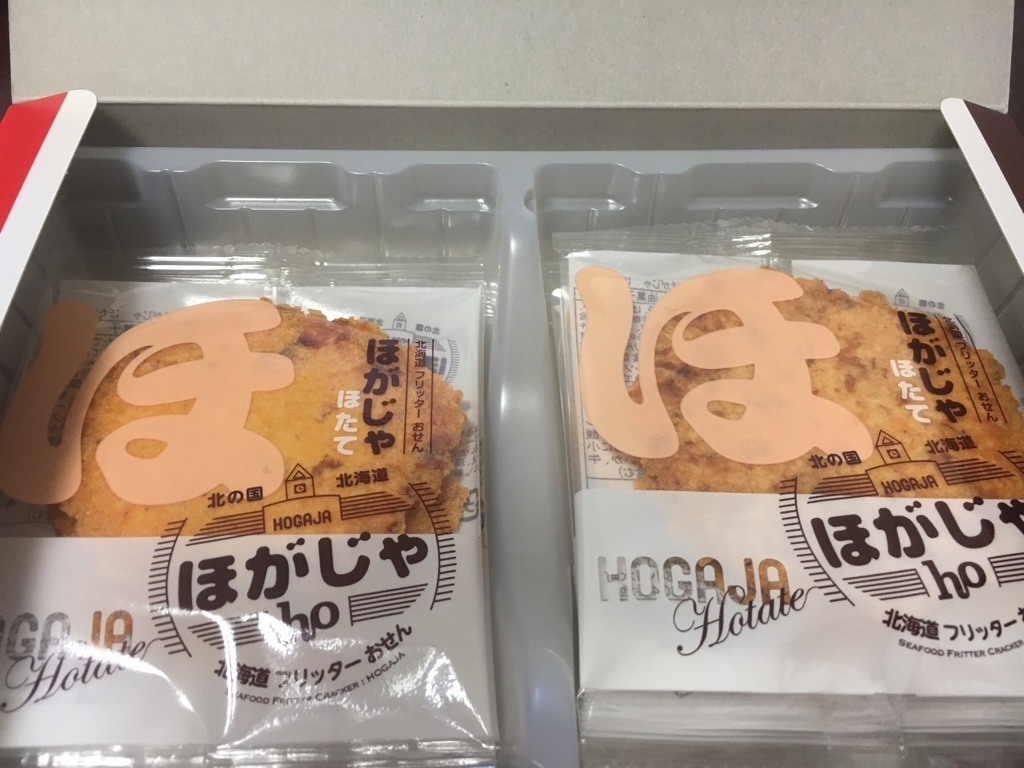 ほ
ほがじゃ
ほたて
北海道 フリッター おせん
北の国
北海道
HOGAJA
ほがじゃ
ho
HOGAJA
Hotate
北海道 フリッター おせん
SEAFOOD FRITTER CRACKER : HOGAJA
ほ
北の国
ほがじゃ
ほたて
北海道 フリッター おせん
北の国
北海道
HOGAJA
ほがじゃ
ho
HOGAJA
Hotate
北海道 フリッター
SEAFOOD FRITTER CRACKER